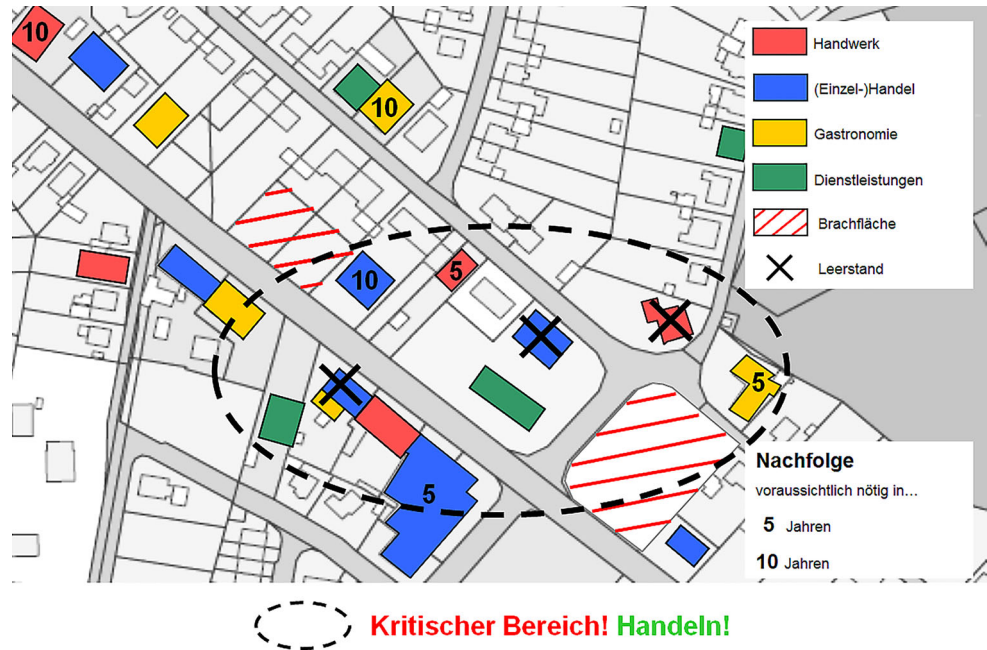 10
10
10
5
5
5
Handwerk
(Einzel-)Handel
Gastronomie
Dienstleistungen
Brachfläche
Leerstand
Nachfolge
voraussichtlich nötig in...
5 Jahren
10 Jahren
Kritischer Bereich! Handeln!